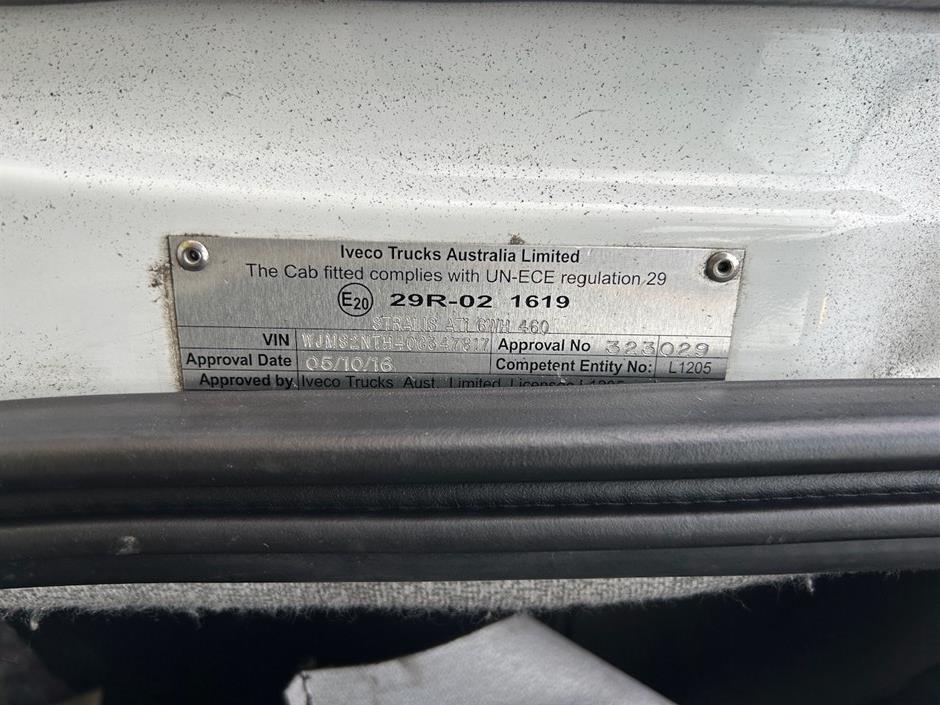 Iveco Trucks Australia Limited
The Cab fitted complies with UN-ECE regulation 29
E20 29R-02 1619
STRALIS ATi 6WH 460
VIN Approval No 323029
Approval Date 05/10/16 Competent Entity No: L1205
Approved by Iveco Trucks Aust. Limited